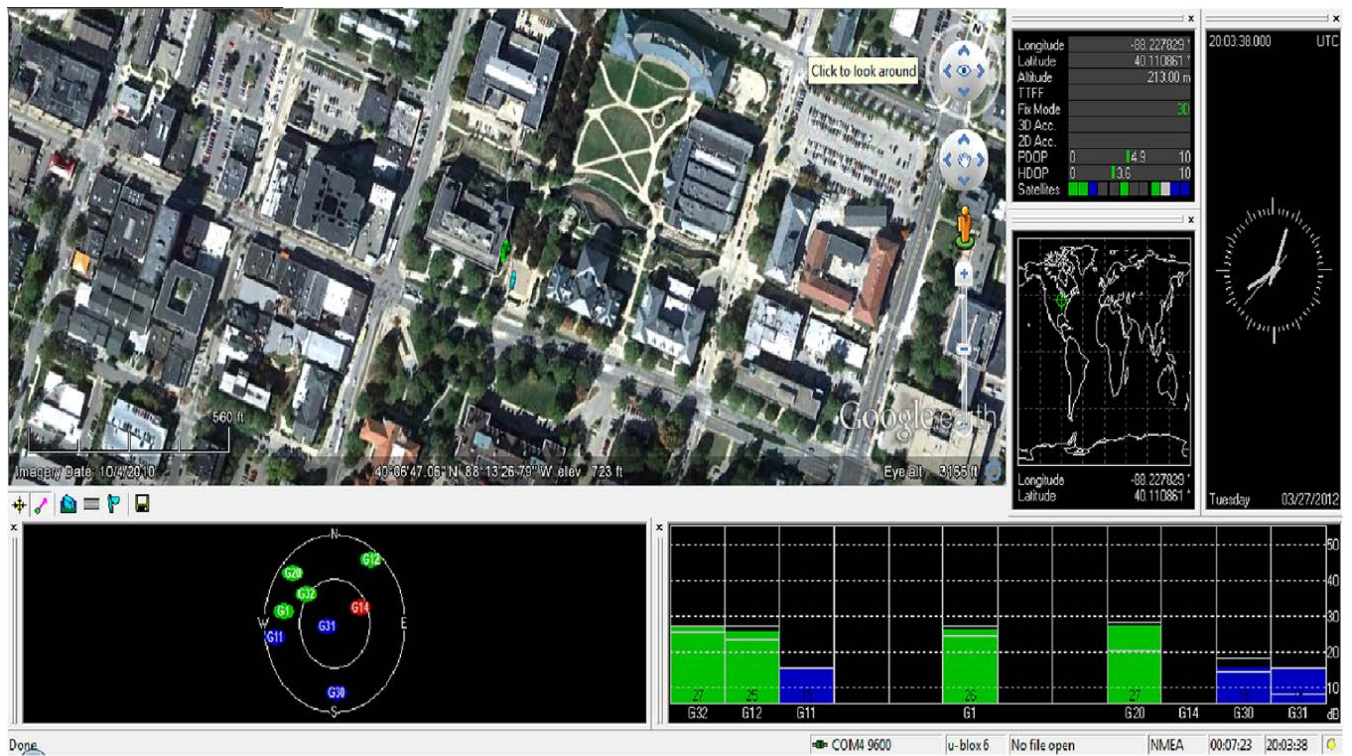 Click to look around
N
560 ft
Google earth
Imagery Date: 10/4/2010
40°06'47.06" N 88°13'26.79" W elev 723 ft
Eye alt 3166 ft
x
Longitude -88.227829 °
Latitude 40.110861 °
Altitude 213.00 m
TTFF
Fix Mode 3D
3D Acc.
2D Acc.
PDOP 0 4.9 10
HDOP 0 3.6 10
Satellites
x
Longitude -88.227829 °
Latitude 40.110861 °
x
20:03:38.000 UTC
Tuesday 03/27/2012
x
N
G12
G20
G32
G1
G14
W
G31
E
G11
G30
S
x
50
40
30
20
10
27 25 15 26 27
G32 G12 G11 G1 G20 G14 G30 G31 dB
Done
COM4 9600
u-blox 6
No file open
NMEA
00:07:23
20:03:38